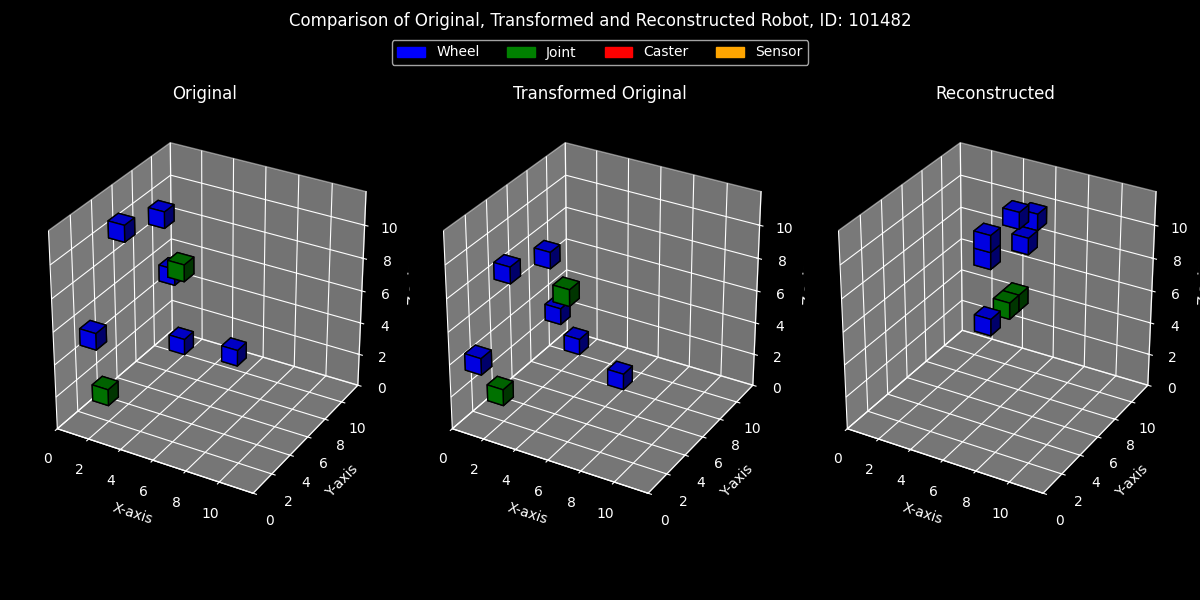 Comparison of Original, Transformed and Reconstructed Robot, ID: 101482
Wheel Joint Caster Sensor
Original
Transformed Original
Reconstructed
0 2 4 6 8 10
X-axis
0 2 4 6 8 10
Y-axis
0 2 4 6 8 10
0 2 4 6 8 10
X-axis
0 2 4 6 8 10
Y-axis
0 2 4 6 8 10
0 2 4 6 8 10
X-axis
0 2 4 6 8 10
Y-axis
0 2 4 6 8 10